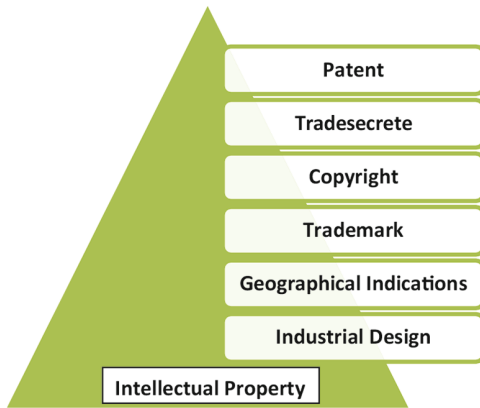 Patent
Tradesecrete
Copyright
Trademark
Geographical Indications
Industrial Design
Intellectual Property